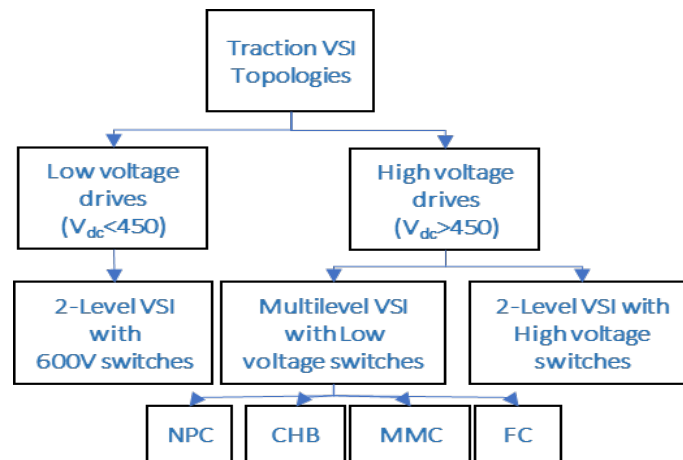 Traction VSI
Topologies
Low voltage
drives
(Vdc<450)
High voltage
drives
(Vdc>450)
2-Level VSI
with
600V switches
Multilevel VSI
with Low
voltage switches
2-Level VSI with
High voltage
switches
NPC
CHB
MMC
FC